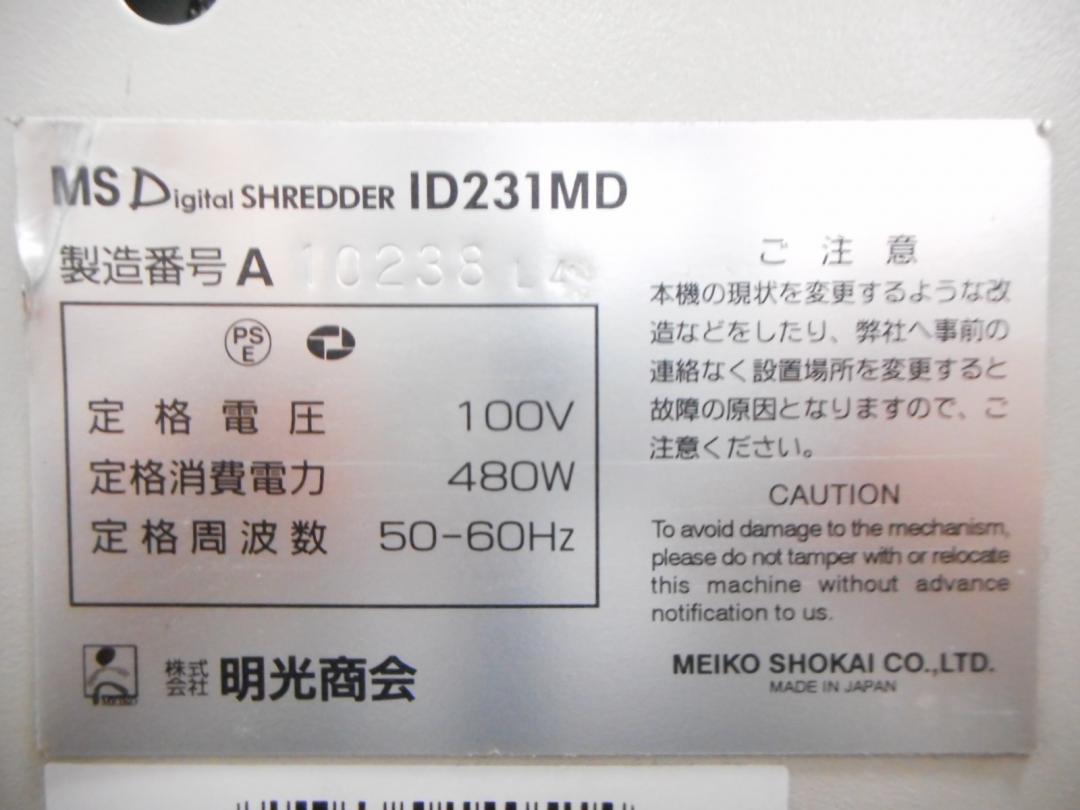 MS Digital SHREDDER ID231MD
製造番号 A 10238
PS
E
定格電圧 100V
定格消費電力 480W
定格周波数 50-60Hz
株式
会社 明光商会
ご注意
本機の現状を変更するような改
造などをしたり、弊社へ事前の
連絡なく設置場所を変更すると
故障の原因となりますので、ご
注意ください。
CAUTION
To avoid damage to the mechanism,
please do not tamper with or relocate
this machine without advance
notification to us.
MEIKO SHOKAI CO.,LTD.
MADE IN JAPAN